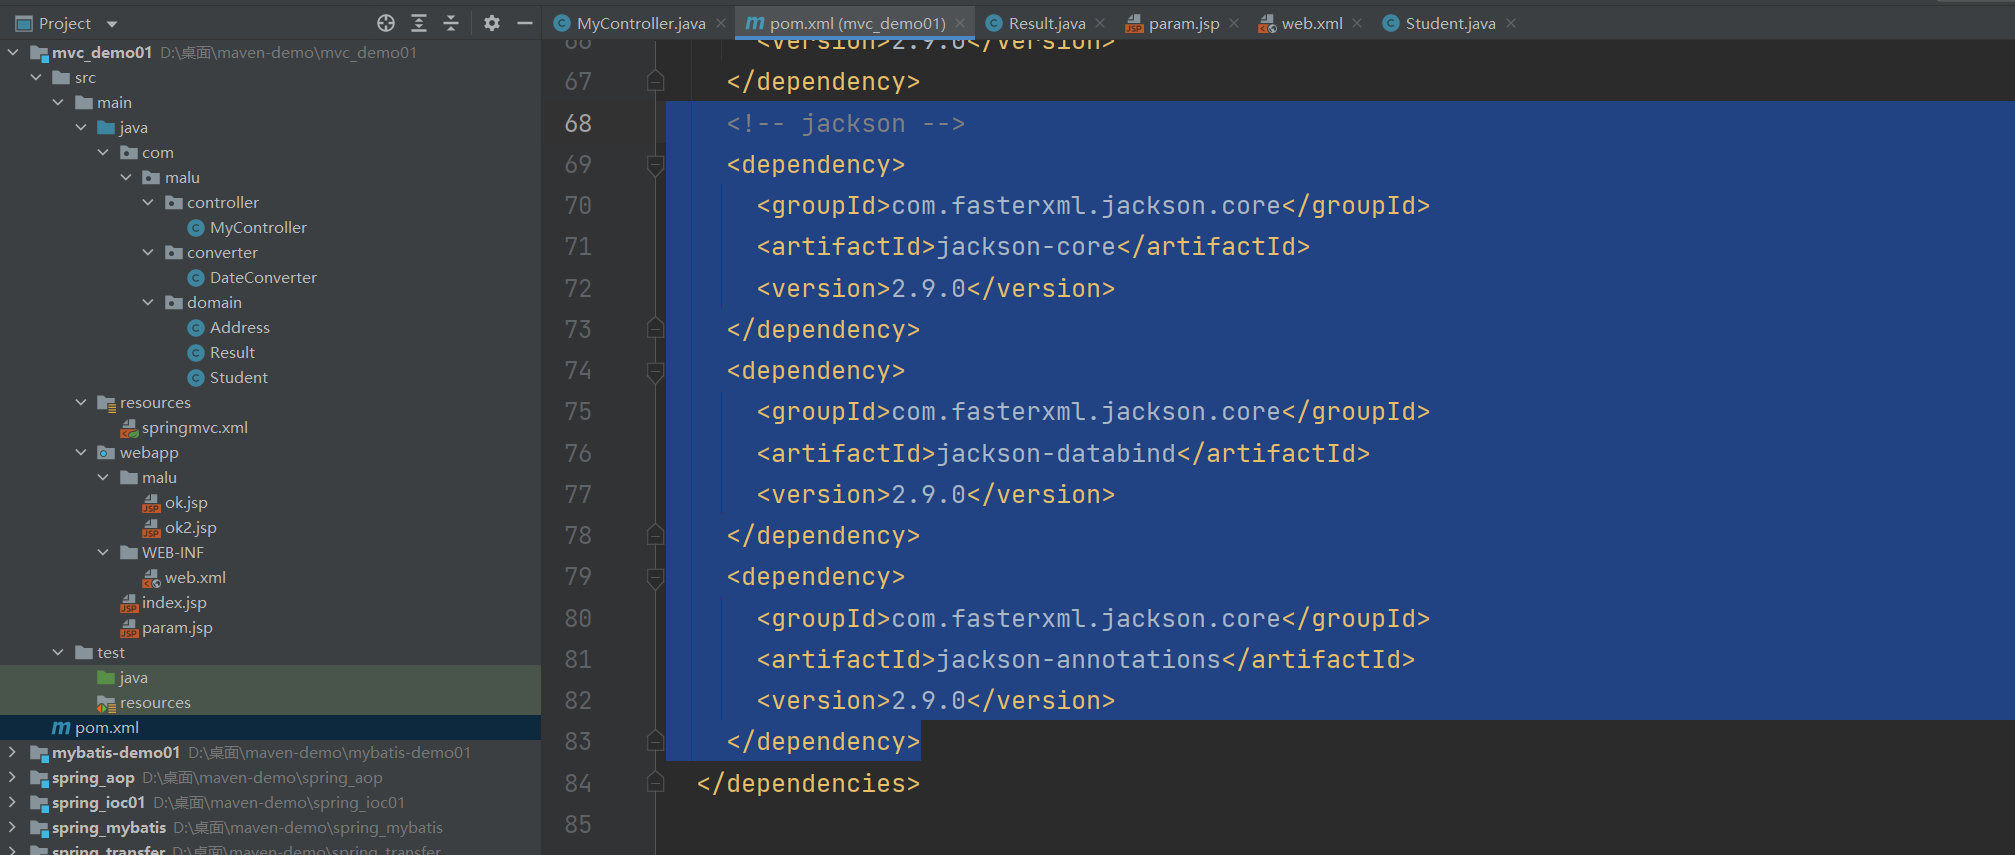 Project
MyController.java
pom.xml (mvc_demo01)
Result.java
param.jsp
web.xml
Student.java
mvc_demo01 D:\桌面\maven-demo\mvc_demo01
src
main
java
com
malu
controller
MyController
converter
DateConverter
domain
Address
Result
Student
resources
springmvc.xml
webapp
malu
ok.jsp
ok2.jsp
WEB-INF
web.xml
index.jsp
param.jsp
test
java
resources
pom.xml
mybatis-demo01 D:\桌面\maven-demo\mybatis-demo01
spring_aop D:\桌面\maven-demo\spring_aop
spring_ioc01 D:\桌面\maven-demo\spring_ioc01
spring_mybatis D:\桌面\maven-demo\spring_mybatis
spring_transfer D:\桌面\maven-demo\spring_transfer
66 <version>2.9.0</version>
67 </dependency>
68 <!-- jackson -->
69 <dependency>
70 <groupId>com.fasterxml.jackson.core</groupId>
71 <artifactId>jackson-core</artifactId>
72 <version>2.9.0</version>
73 </dependency>
74 <dependency>
75 <groupId>com.fasterxml.jackson.core</groupId>
76 <artifactId>jackson-databind</artifactId>
77 <version>2.9.0</version>
78 </dependency>
79 <dependency>
80 <groupId>com.fasterxml.jackson.core</groupId>
81 <artifactId>jackson-annotations</artifactId>
82 <version>2.9.0</version>
83 </dependency>
84 </dependencies>
85